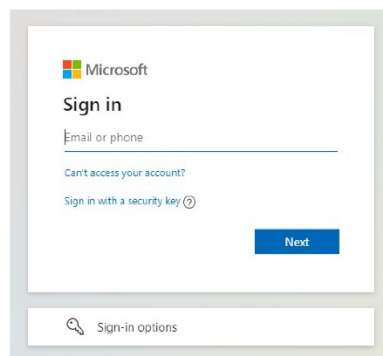 Microsoft
Sign in
Email or phone
Can't access your account?
Sign in with a security key ?
Next
Sign-in options